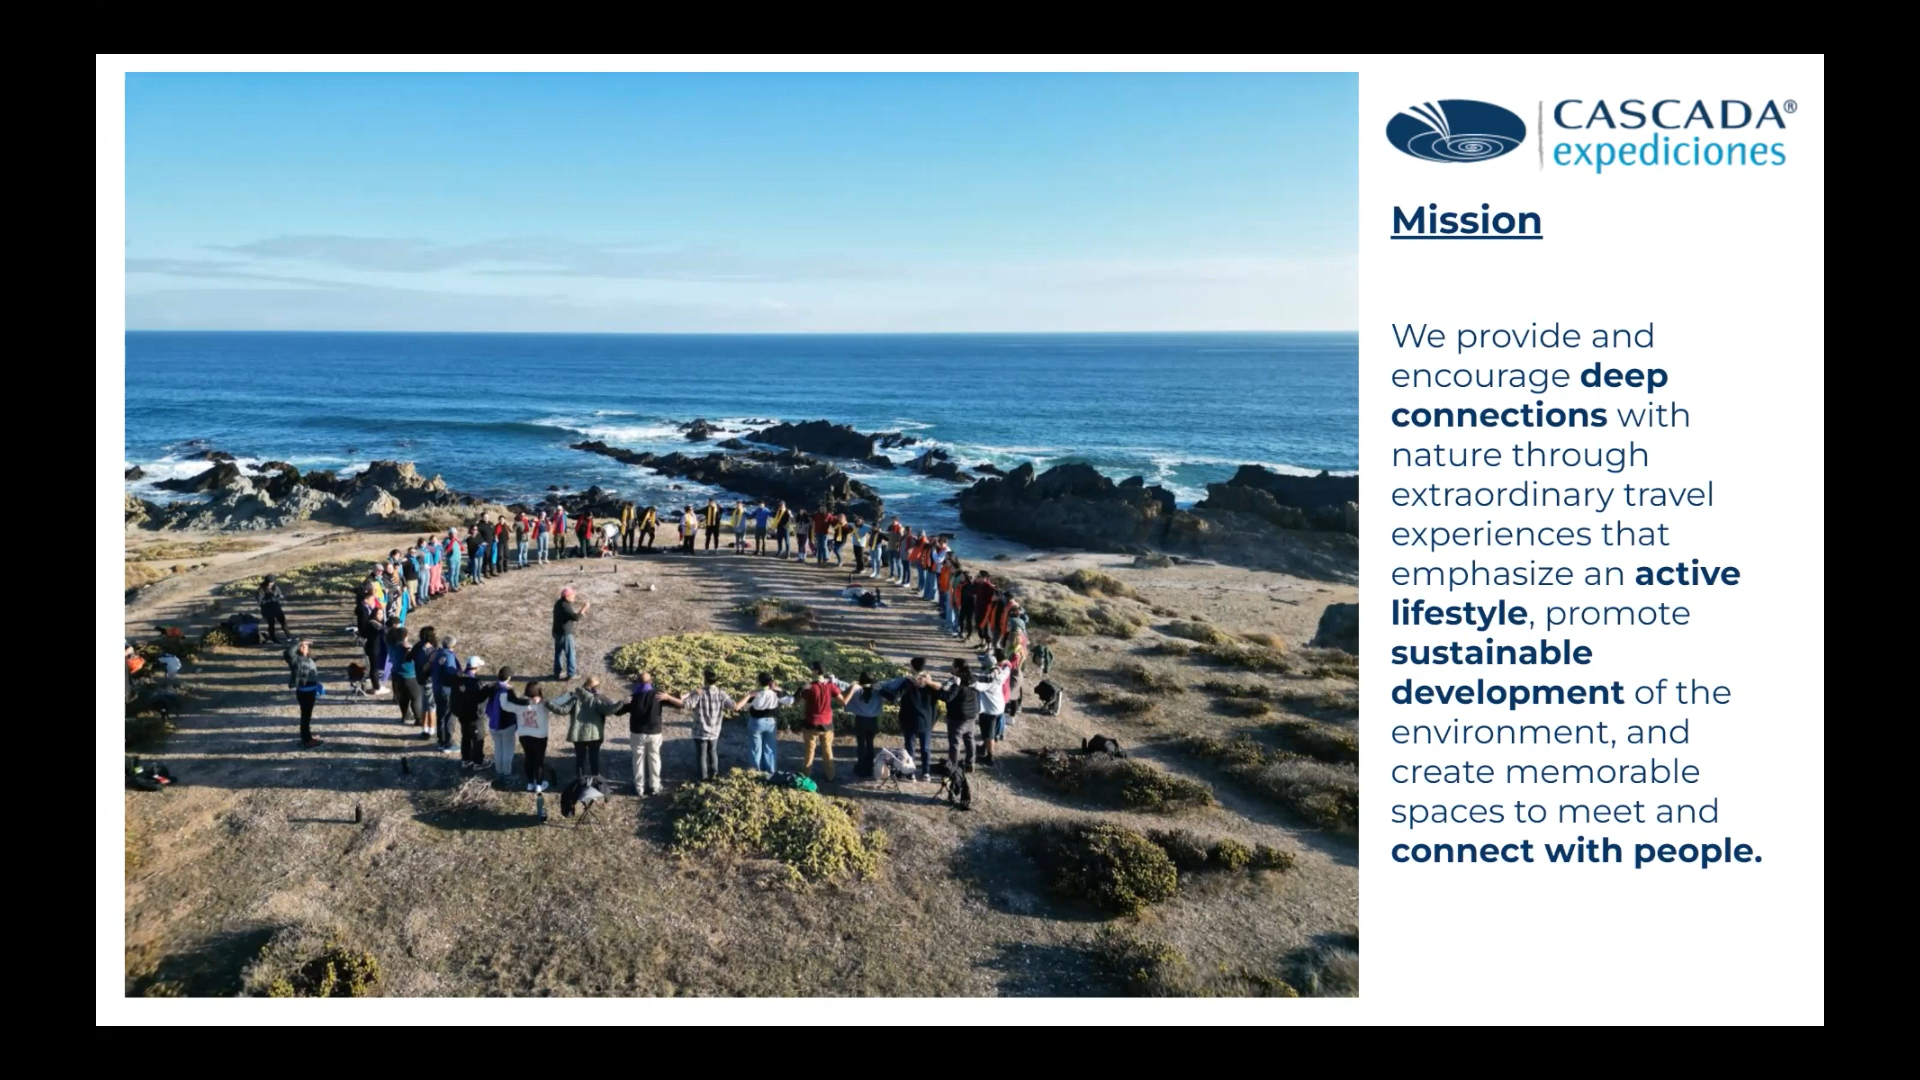 CASCADA®
expediciones
Mission
We provide and
encourage deep
connections with
nature through
extraordinary travel
experiences that
emphasize an active
lifestyle, promote
sustainable
development of the
environment, and
create memorable
spaces to meet and
connect with people.